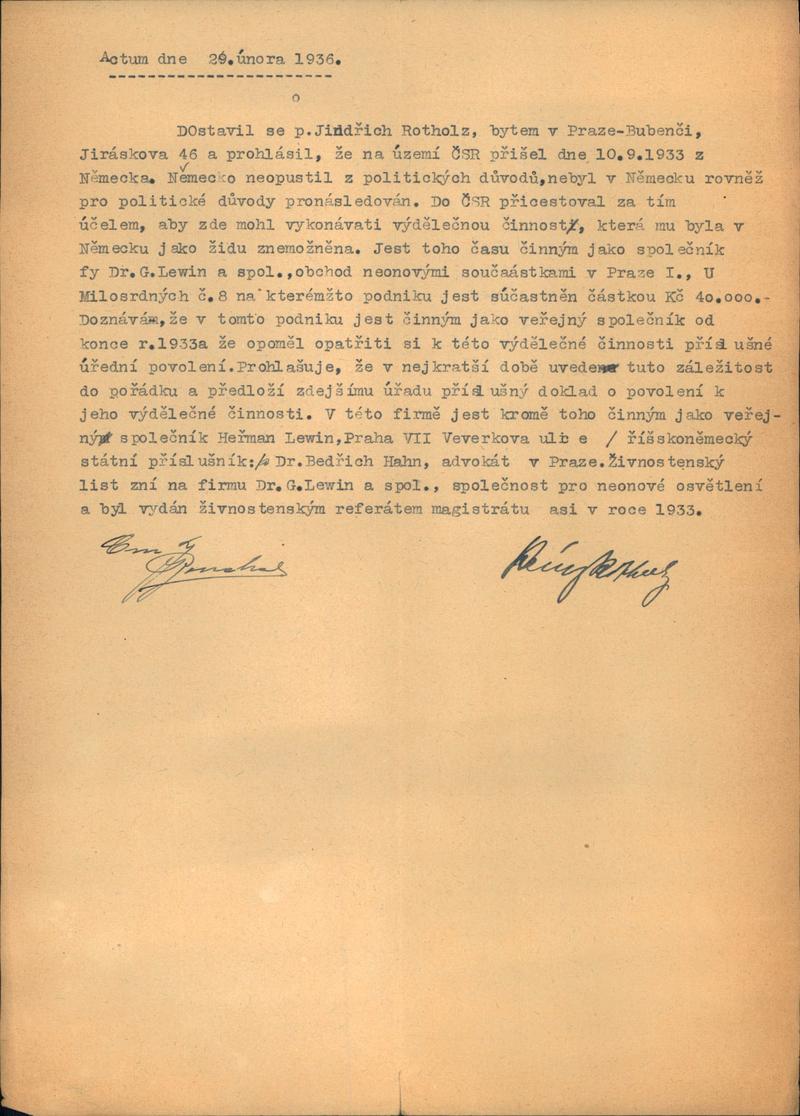 Actum dne 26.února 1936.
o
DOstavil se p.Jindřich Rotholz, bytem v Praze-Bubenči,
Jiráskova 46 a prohlásil, že na území ČSR přišel dne 10.9.1933 z
Německa. Německo neopustil z politických důvodů,nebyl v Německu rovněž
pro politické důvody pronásledován. Do ČSR přicestoval za tím
účelem, aby zde mohl vykonávati výdělečnou činnost, která mu byla v
Německu jako židu znemožněna. Jest toho času činným jako společník
fy Dr.G.Lewin a spol.,obchod neonovými součaástkami v Praze I., U
Milosrdných č.8 na kterémžto podniku jest súčastněn částkou Kč 40.000.-
Doznává,že v tomto podniku jest činným jako veřejný společník od
konce r.1933a že opoměl opatřiti si k této výdělečné činnosti příslušné
úřední povolení.Prohlašuje, že v nejkratší době uvede tuto záležitost
do pořádku a předloží zdejšímu úřadu příslušný doklad o povolení k
jeho výdělečné činnosti. V této firmě jest kromě toho činným jako veřej-
ný společník Heřman Lewin,Praha VII Veverkova ulice / říšskoněmecký
státní příslušník:/a Dr.Bedřich Hahn, advokát v Praze.Živnostenský
list zní na firmu Dr.G.Lewin a spol., společnost pro neonové osvětlení
a byl vydán živnostenským referátem magistrátu asi v roce 1933.
Rotholz